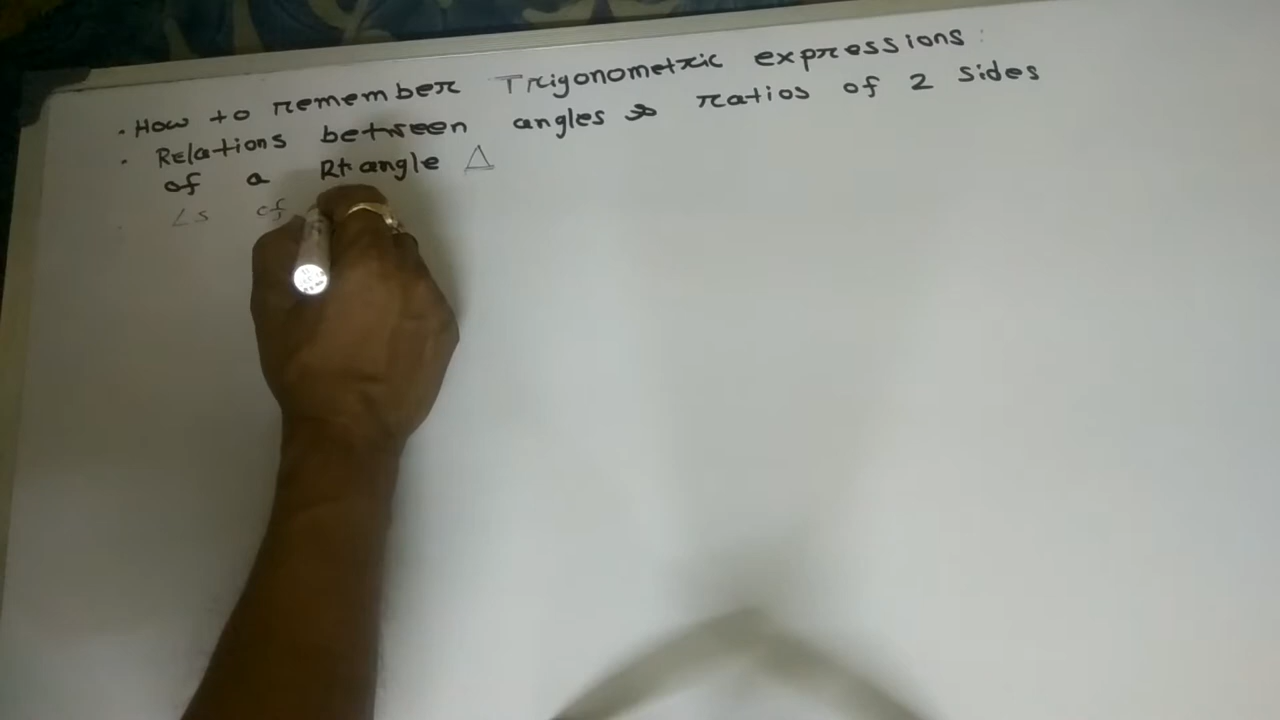 · How to remember Trigonometric expressions:
· Relations between angles & ratios of 2 sides
of a Rt angle △
∠s of